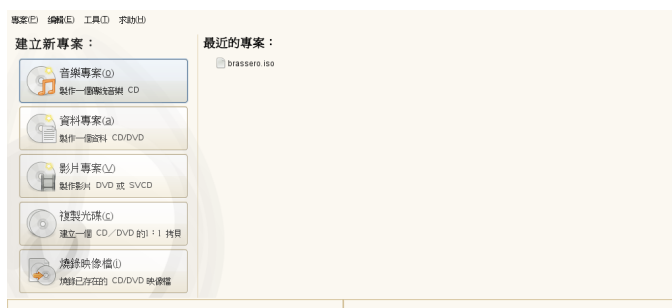 專案(P) 編輯(E) 工具(T) 求助(H)
建立新專案：
音樂專案(o)
製作一個傳統音樂 CD
資料專案(a)
製作一個資料 CD/DVD
影片專案(V)
製作影片 DVD 或 SVCD
複製光碟(c)
建立一個 CD／DVD 的1：1 拷貝
燒錄映像檔(i)
燒錄已存在的 CD/DVD 映像檔
最近的專案：
brassero.iso